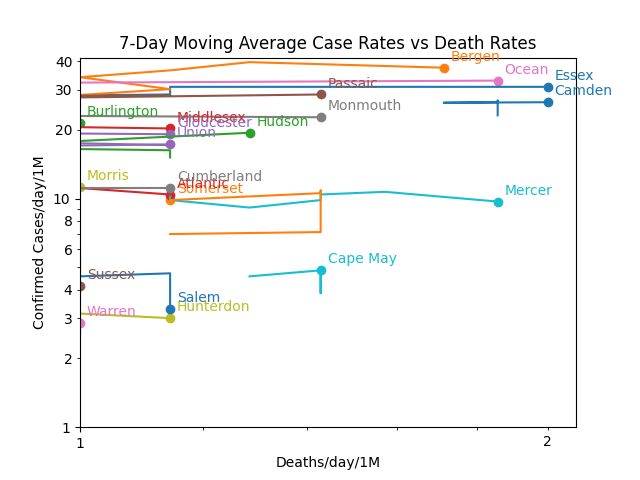 7-Day Moving Average Case Rates vs Death Rates
Bergen
40
Ocean
Essex
Passaic
30
Camden
Monmouth
Burlington
Middlesex
Gloucester
Hudson
20
Union
Morris
Cumberland
Atlantic
Somerset
Mercer
10
8
6
Cape May
Sussex
4
Salem
Hunterdon
Warren
3
2
1
1
2
Confirmed Cases/day/1M
Deaths/day/1M